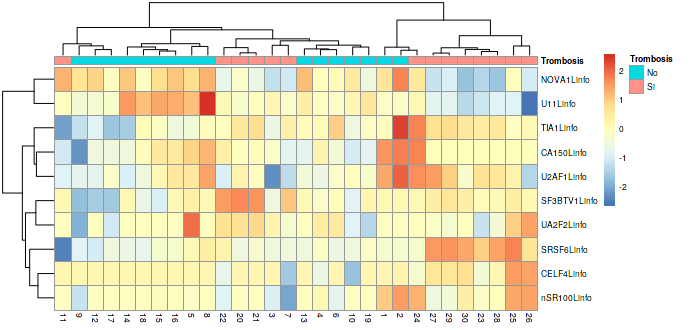 Trombosis
NOVA1Linfo
U11Linfo
TIA1Linfo
CA150Linfo
U2AF1Linfo
SF3BTV1Linfo
UA2F2Linfo
SRSF6Linfo
CELF4Linfo
nSR100Linfo
11 9 12 17 14 18 15 16 5 8 22 20 21 3 7 13 4 6 10 19 1 2 24 27 29 30 23 28 25 26
2
1
0
-1
-2
Trombosis
No
SI